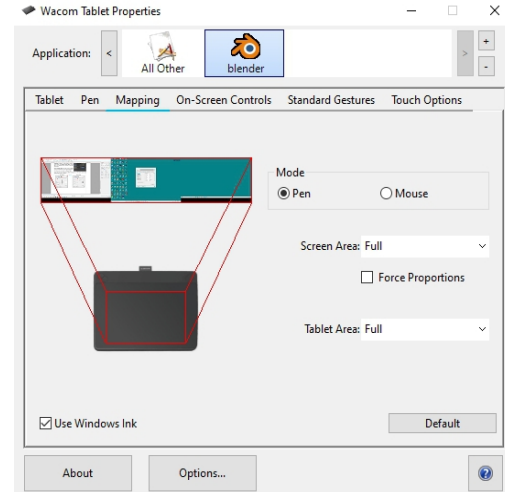 Wacom Tablet Properties
Application:
<
All Other
blender
>
+
-
Tablet Pen Mapping On-Screen Controls Standard Gestures Touch Options
Mode
Pen Mouse
Screen Area: Full
Force Proportions
Tablet Area: Full
Use Windows Ink
Default
About Options... ?